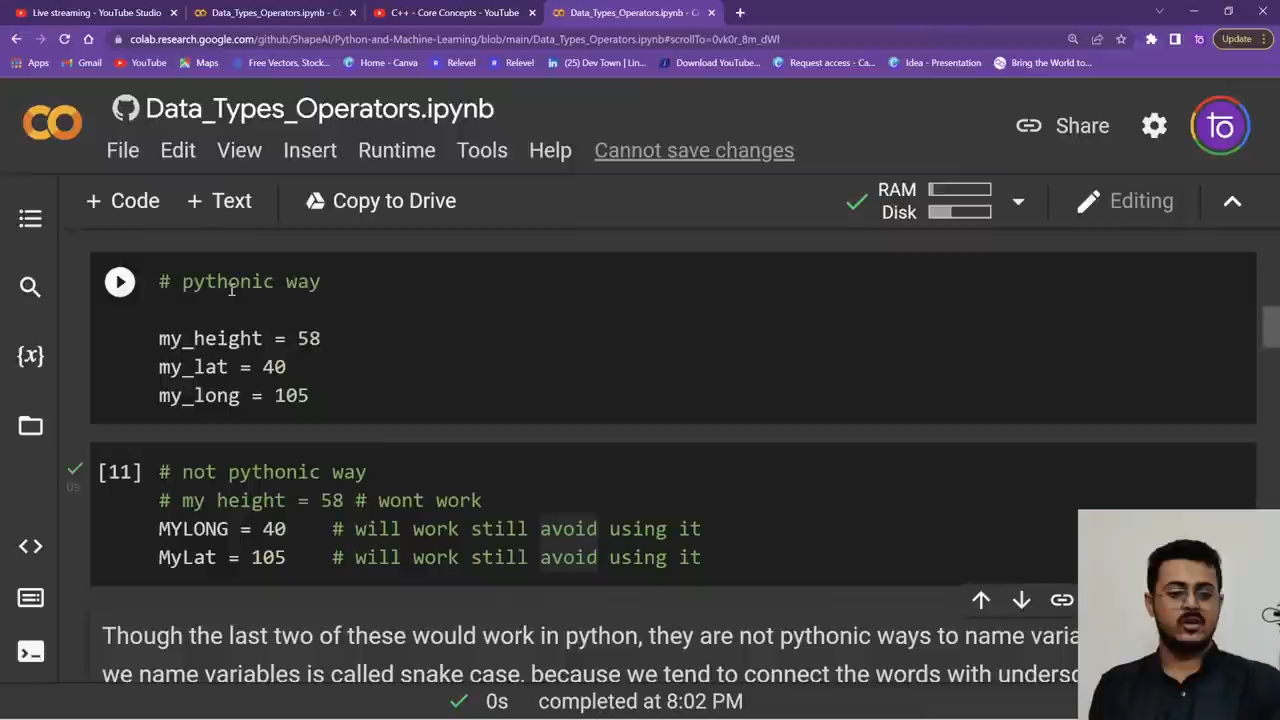 Live streaming - YouTube Studio
Data_Types_Operators.ipynb - Co
C++ - Core Concepts - YouTube
Data_Types_Operators.ipynb - Co
colab.research.google.com/github/ShapeAI/Python-and-Machine-Learning/blob/main/Data_Types_Operators.ipynb#scrollTo=0vk0r_8m_dWI
Update
Apps
Gmail
YouTube
Maps
Free Vectors, Stock...
Home - Canva
Relevel
Relevel
(25) Dev Town | Lin...
Download YouTube...
Request access - Ca...
Idea - Presentation
Bring the World to...
Data_Types_Operators.ipynb
Share
File Edit View Insert Runtime Tools Help Cannot save changes
+ Code + Text Copy to Drive
RAM
Disk
Editing
# pythonic way
my_height = 58
my_lat = 40
my_long = 105
[11] # not pythonic way
0s
# my height = 58 # wont work
MYLONG = 40 # will work still avoid using it
MyLat = 105 # will work still avoid using it
Though the last two of these would work in python, they are not pythonic ways to name varia
we name variables is called snake case, because we tend to connect the words with undersc
0s completed at 8:02 PM